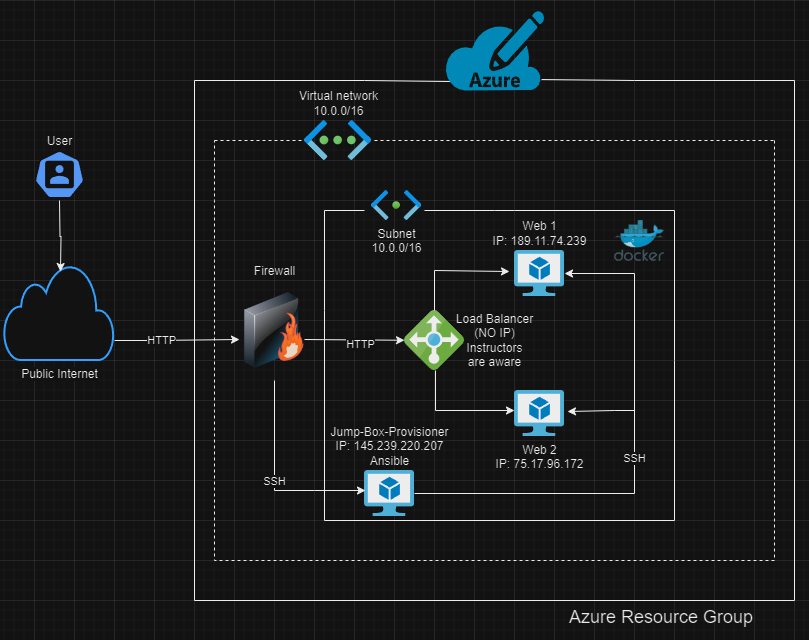 Azure
Virtual network
10.0.0/16
User
Subnet
10.0.0/16
Web 1
IP: 189.11.74.239
docker
Firewall
Load Balancer
(NO IP)
Instructors
are aware
HTTP
HTTP
Public Internet
Jump-Box-Provisioner
IP: 145.239.220.207
Ansible
Web 2
IP: 75.17.96.172
SSH
SSH
Azure Resource Group